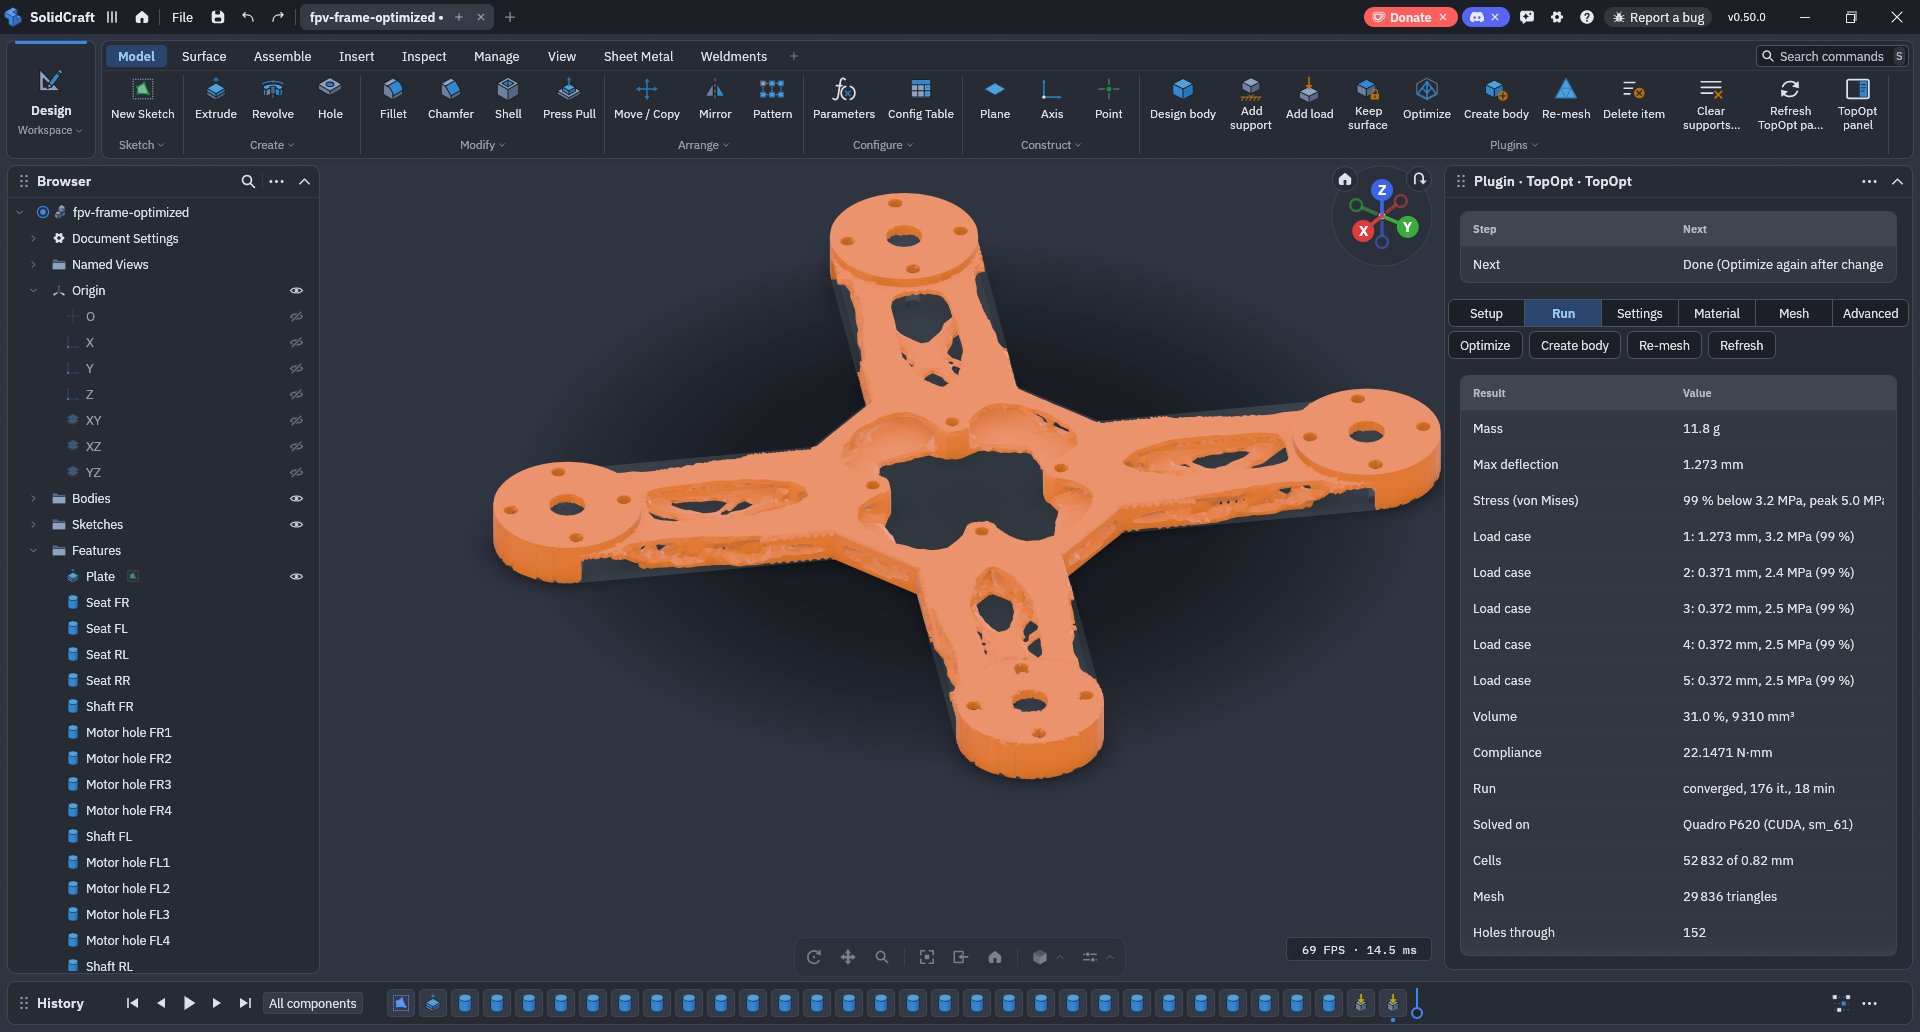 SolidCraft
File
fpv-frame-optimized •
Donate
Report a bug
v0.50.0
Design
Workspace
Model
Surface
Assemble
Insert
Inspect
Manage
View
Sheet Metal
Weldments
Search commands
S
New Sketch
Extrude
Revolve
Hole
Fillet
Chamfer
Shell
Press Pull
Move / Copy
Mirror
Pattern
Parameters
Config Table
Plane
Axis
Point
Design body
Add support
Add load
Keep surface
Optimize
Create body
Re-mesh
Delete item
Clear supports...
Refresh TopOpt pa...
TopOpt panel
Sketch
Create
Modify
Arrange
Configure
Construct
Plugins
Browser
fpv-frame-optimized
Document Settings
Named Views
Origin
O
X
Y
Z
XY
XZ
YZ
Bodies
Sketches
Features
Plate
Seat FR
Seat FL
Seat RL
Seat RR
Shaft FR
Motor hole FR1
Motor hole FR2
Motor hole FR3
Motor hole FR4
Shaft FL
Motor hole FL1
Motor hole FL2
Motor hole FL3
Motor hole FL4
Shaft RL
Z
X
Y
69 FPS · 14.5 ms
Plugin · TopOpt · TopOpt
Step Next
Next Done (Optimize again after change
Setup
Run
Settings
Material
Mesh
Advanced
Optimize
Create body
Re-mesh
Refresh
Result Value
Mass 11.8 g
Max deflection 1.273 mm
Stress (von Mises) 99 % below 3.2 MPa, peak 5.0 MPa
Load case 1: 1.273 mm, 3.2 MPa (99 %)
Load case 2: 0.371 mm, 2.4 MPa (99 %)
Load case 3: 0.372 mm, 2.5 MPa (99 %)
Load case 4: 0.372 mm, 2.5 MPa (99 %)
Load case 5: 0.372 mm, 2.5 MPa (99 %)
Volume 31.0 %, 9 310 mm³
Compliance 22.1471 N·mm
Run converged, 176 it., 18 min
Solved on Quadro P620 (CUDA, sm_61)
Cells 52 832 of 0.82 mm
Mesh 29 836 triangles
Holes through 152
History
All components